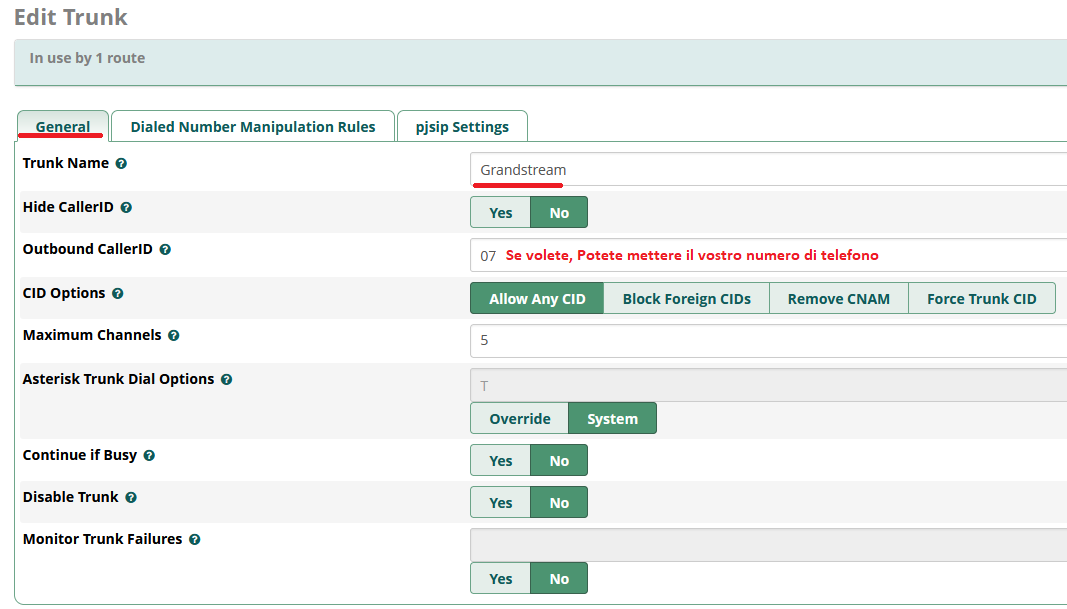 Edit Trunk
In use by 1 route
General Dialed Number Manipulation Rules pjsip Settings
Trunk Name ? Grandstream
Hide CallerID ? Yes No
Outbound CallerID ? 07 Se volete, Potete mettere il vostro numero di telefono
CID Options ? Allow Any CID Block Foreign CIDs Remove CNAM Force Trunk CID
Maximum Channels ? 5
Asterisk Trunk Dial Options ? T
Override System
Continue if Busy ? Yes No
Disable Trunk ? Yes No
Monitor Trunk Failures ?
Yes No